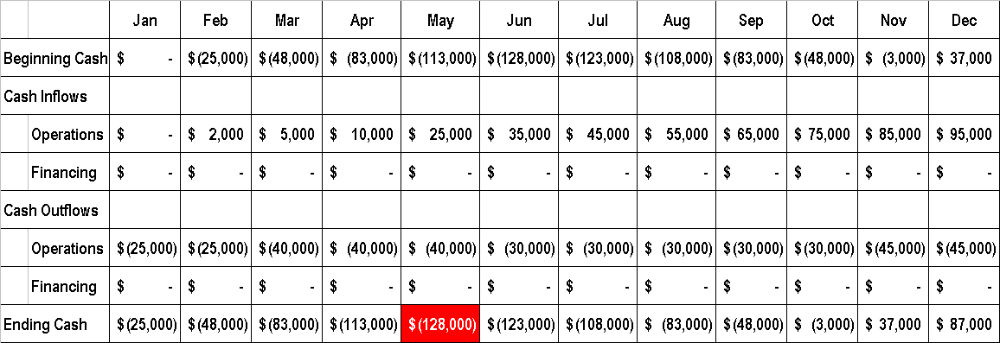 Jan Feb Mar Apr May Jun Jul Aug Sep Oct Nov Dec
Beginning Cash $ - $(25,000) $(48,000) $ (83,000) $(113,000) $(128,000) $(123,000) $(108,000) $(83,000) $(48,000) $ (3,000) $ 37,000
Cash Inflows
Operations $ - $ 2,000 $ 5,000 $ 10,000 $ 25,000 $ 35,000 $ 45,000 $ 55,000 $ 65,000 $ 75,000 $ 85,000 $ 95,000
Financing $ - $ - $ - $ - $ - $ - $ - $ - $ - $ - $ - $ -
Cash Outflows
Operations $(25,000) $(25,000) $(40,000) $ (40,000) $ (40,000) $ (30,000) $ (30,000) $ (30,000) $(30,000) $(30,000) $(45,000) $(45,000)
Financing $ - $ - $ - $ - $ - $ - $ - $ - $ - $ - $ - $ -
Ending Cash $(25,000) $(48,000) $(83,000) $(113,000) $(128,000) $(123,000) $(108,000) $ (83,000) $(48,000) $ (3,000) $ 37,000 $ 87,000